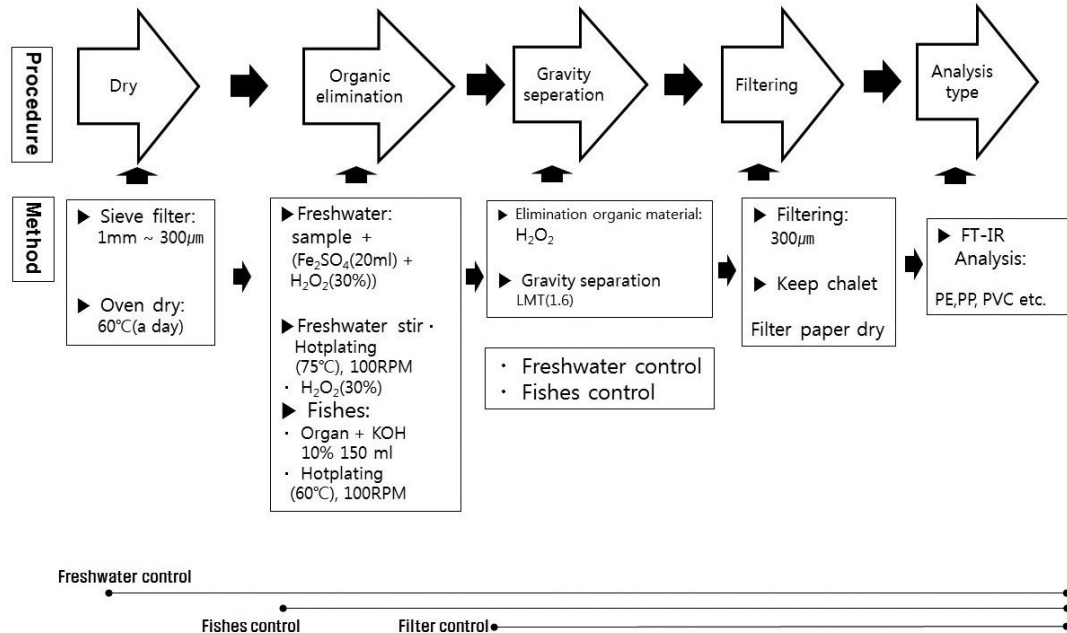 Procedure
Dry
Organic
elimination
Gravity
seperation
Filtering
Analysis
type
Method
▶ Sieve filter:
1mm ~ 300㎛
▶ Oven dry:
60℃(a day)
▶Freshwater:
sample +
(Fe₂SO₄(20ml) +
H₂O₂(30%))
▶Freshwater stir·
Hotplating
(75℃), 100RPM
· H₂O₂(30%)
▶ Fishes:
· Organ + KOH
10% 150 ml
· Hotplating
(60℃), 100RPM
▶ Elimination organic material:
H₂O₂
▶ Gravity separation
LMT(1.6)
· Freshwater control
· Fishes control
▶ Filtering:
300㎛
▶ Keep chalet
Filter paper dry
▶ FT-IR
Analysis:
PE,PP, PVC etc.
Freshwater control
Fishes control
Filter control